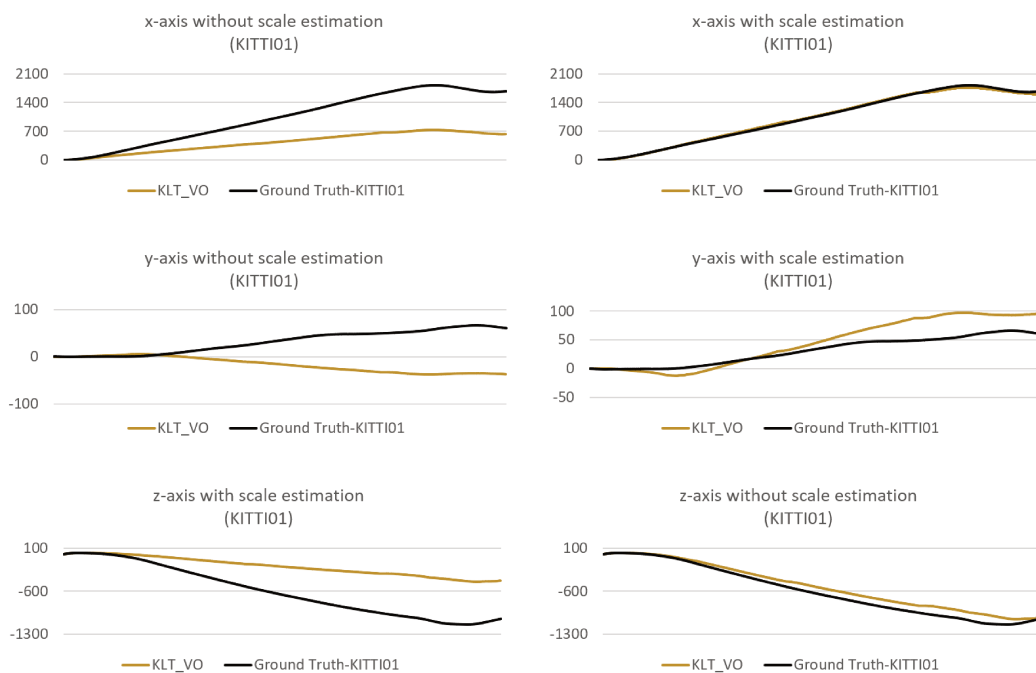 x-axis without scale estimation
(KITTI01)
2100
1400
700
0
KLT_VO Ground Truth-KITTI01
x-axis with scale estimation
(KITTI01)
2100
1400
700
0
KLT_VO Ground Truth-KITTI01
y-axis without scale estimation
(KITTI01)
100
0
-100
KLT_VO Ground Truth-KITTI01
y-axis with scale estimation
(KITTI01)
100
50
0
-50
KLT_VO Ground Truth-KITTI01
z-axis with scale estimation
(KITTI01)
100
-600
-1300
KLT_VO Ground Truth-KITTI01
z-axis without scale estimation
(KITTI01)
100
-600
-1300
KLT_VO Ground Truth-KITTI01